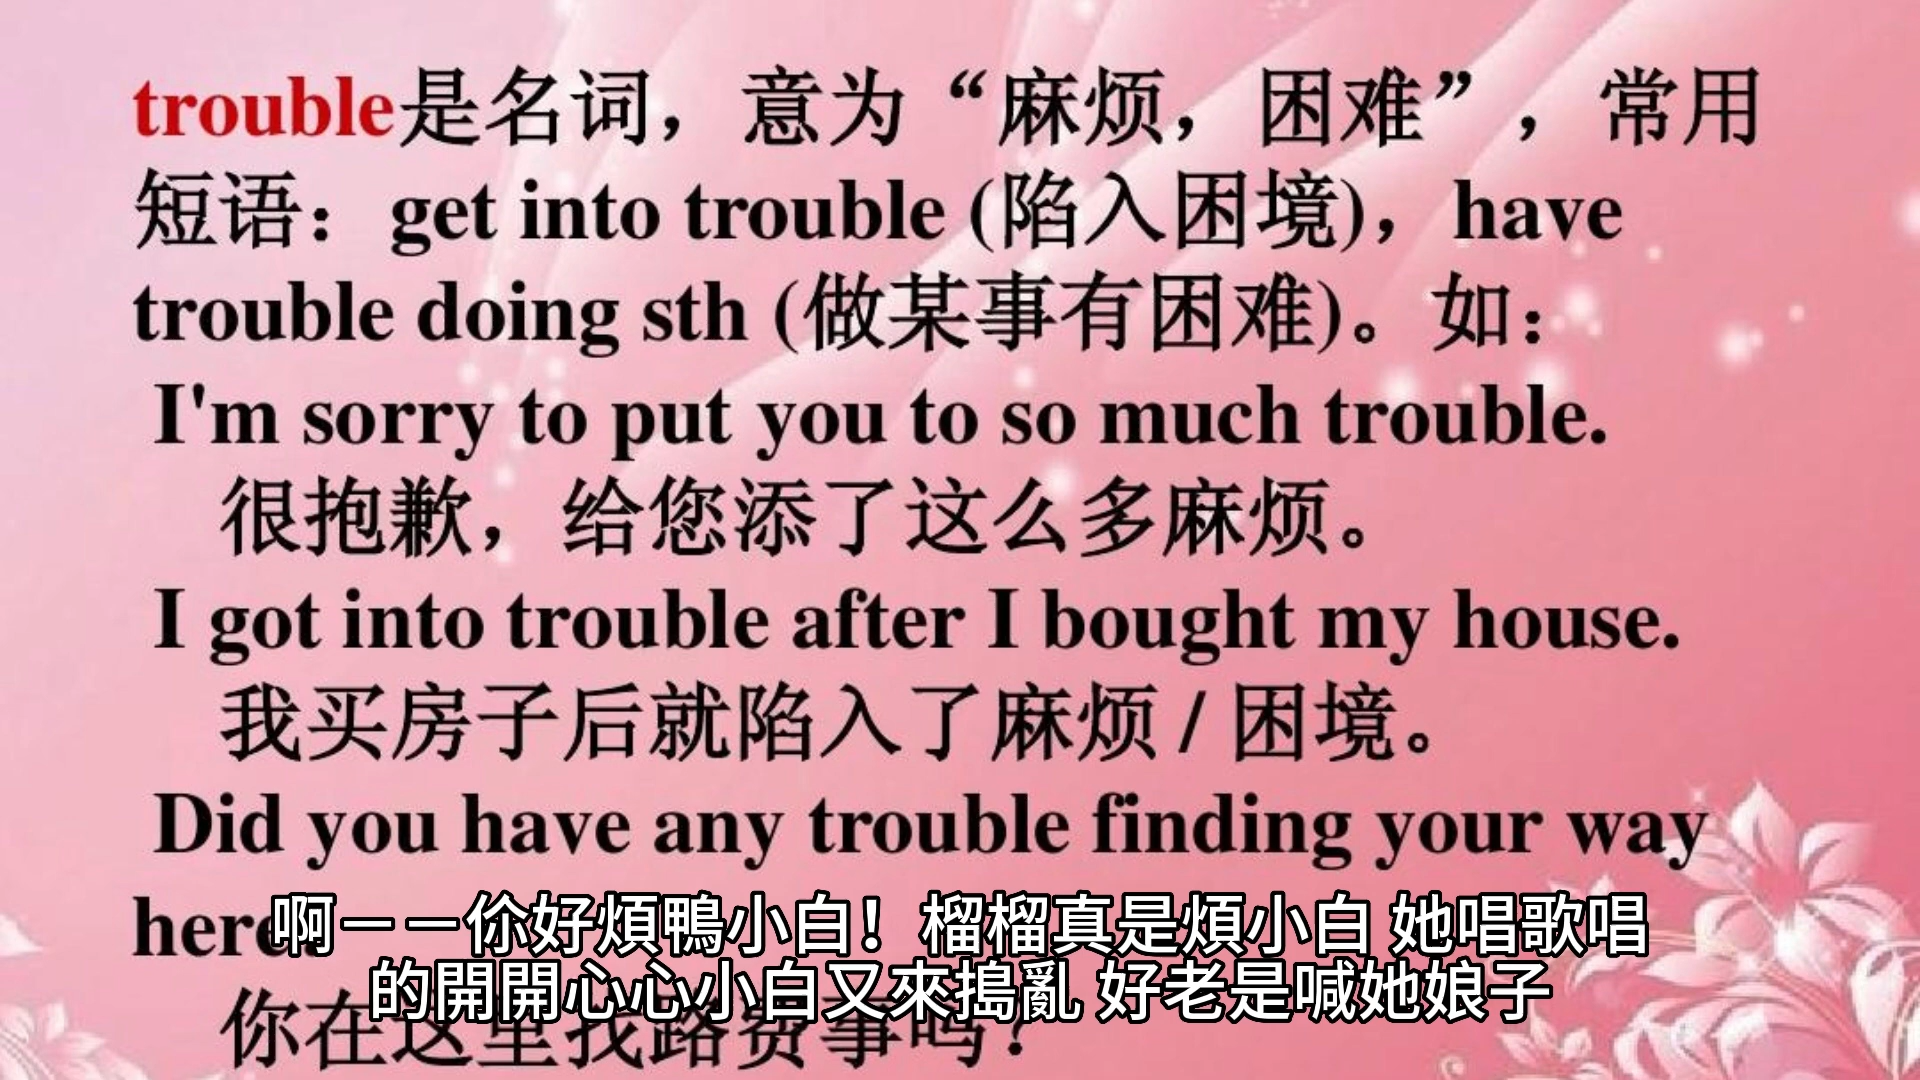 trouble是名词，意为“麻烦，困难”，常用
短语：get into trouble (陷入困境)，have
trouble doing sth (做某事有困难)。如：
I'm sorry to put you to so much trouble.
很抱歉，给您添了这么多麻烦。
I got into trouble after I bought my house.
我买房子后就陷入了麻烦 / 困境。
Did you have any trouble finding your way
here
啊－－伱好煩鴨小白！榴榴真是煩小白 她唱歌唱
的開開心心小白又來搗亂 好老是喊她娘子
你在这里找路费事吗？